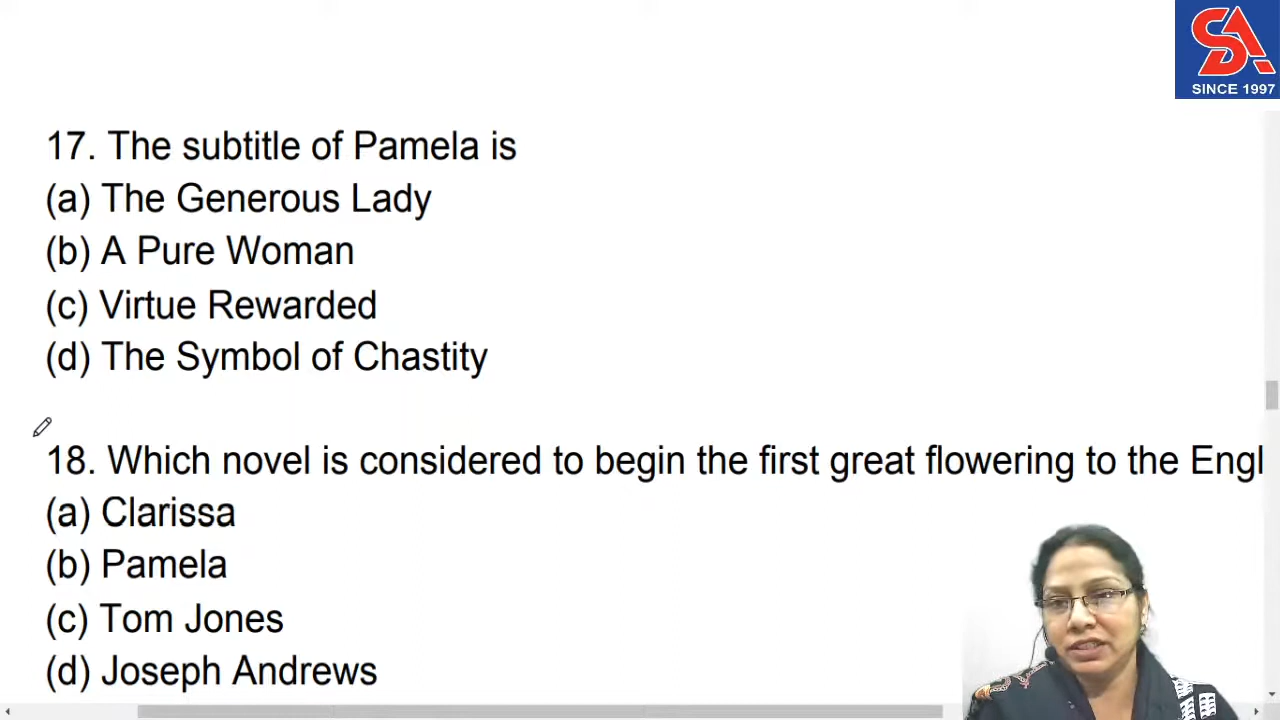 SA
SINCE 1997
17. The subtitle of Pamela is
(a) The Generous Lady
(b) A Pure Woman
(c) Virtue Rewarded
(d) The Symbol of Chastity
18. Which novel is considered to begin the first great flowering to the Engl
(a) Clarissa
(b) Pamela
(c) Tom Jones
(d) Joseph Andrews